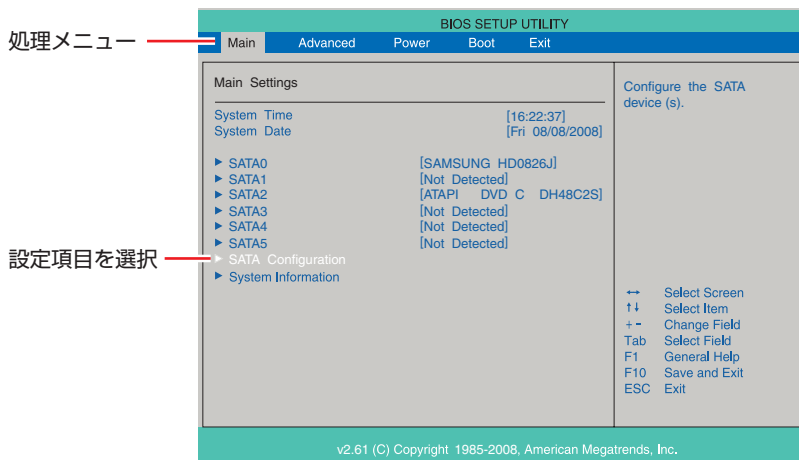 BIOS SETUP UTILITY
処理メニュー
Main Advanced Power Boot Exit
Main Settings
System Time [16:22:37]
System Date [Fri 08/08/2008]
▶ SATA0 [SAMSUNG HD0826J]
▶ SATA1 [Not Detected]
▶ SATA2 [ATAPI DVD C DH48C2S]
▶ SATA3 [Not Detected]
▶ SATA4 [Not Detected]
▶ SATA5 [Not Detected]
設定項目を選択
▶ SATA Configuration
▶ System Information
Configure the SATA
device (s).
↔ Select Screen
↑↓ Select Item
+- Change Field
Tab Select Field
F1 General Help
F10 Save and Exit
ESC Exit
v2.61 (C) Copyright 1985-2008, American Megatrends, Inc.